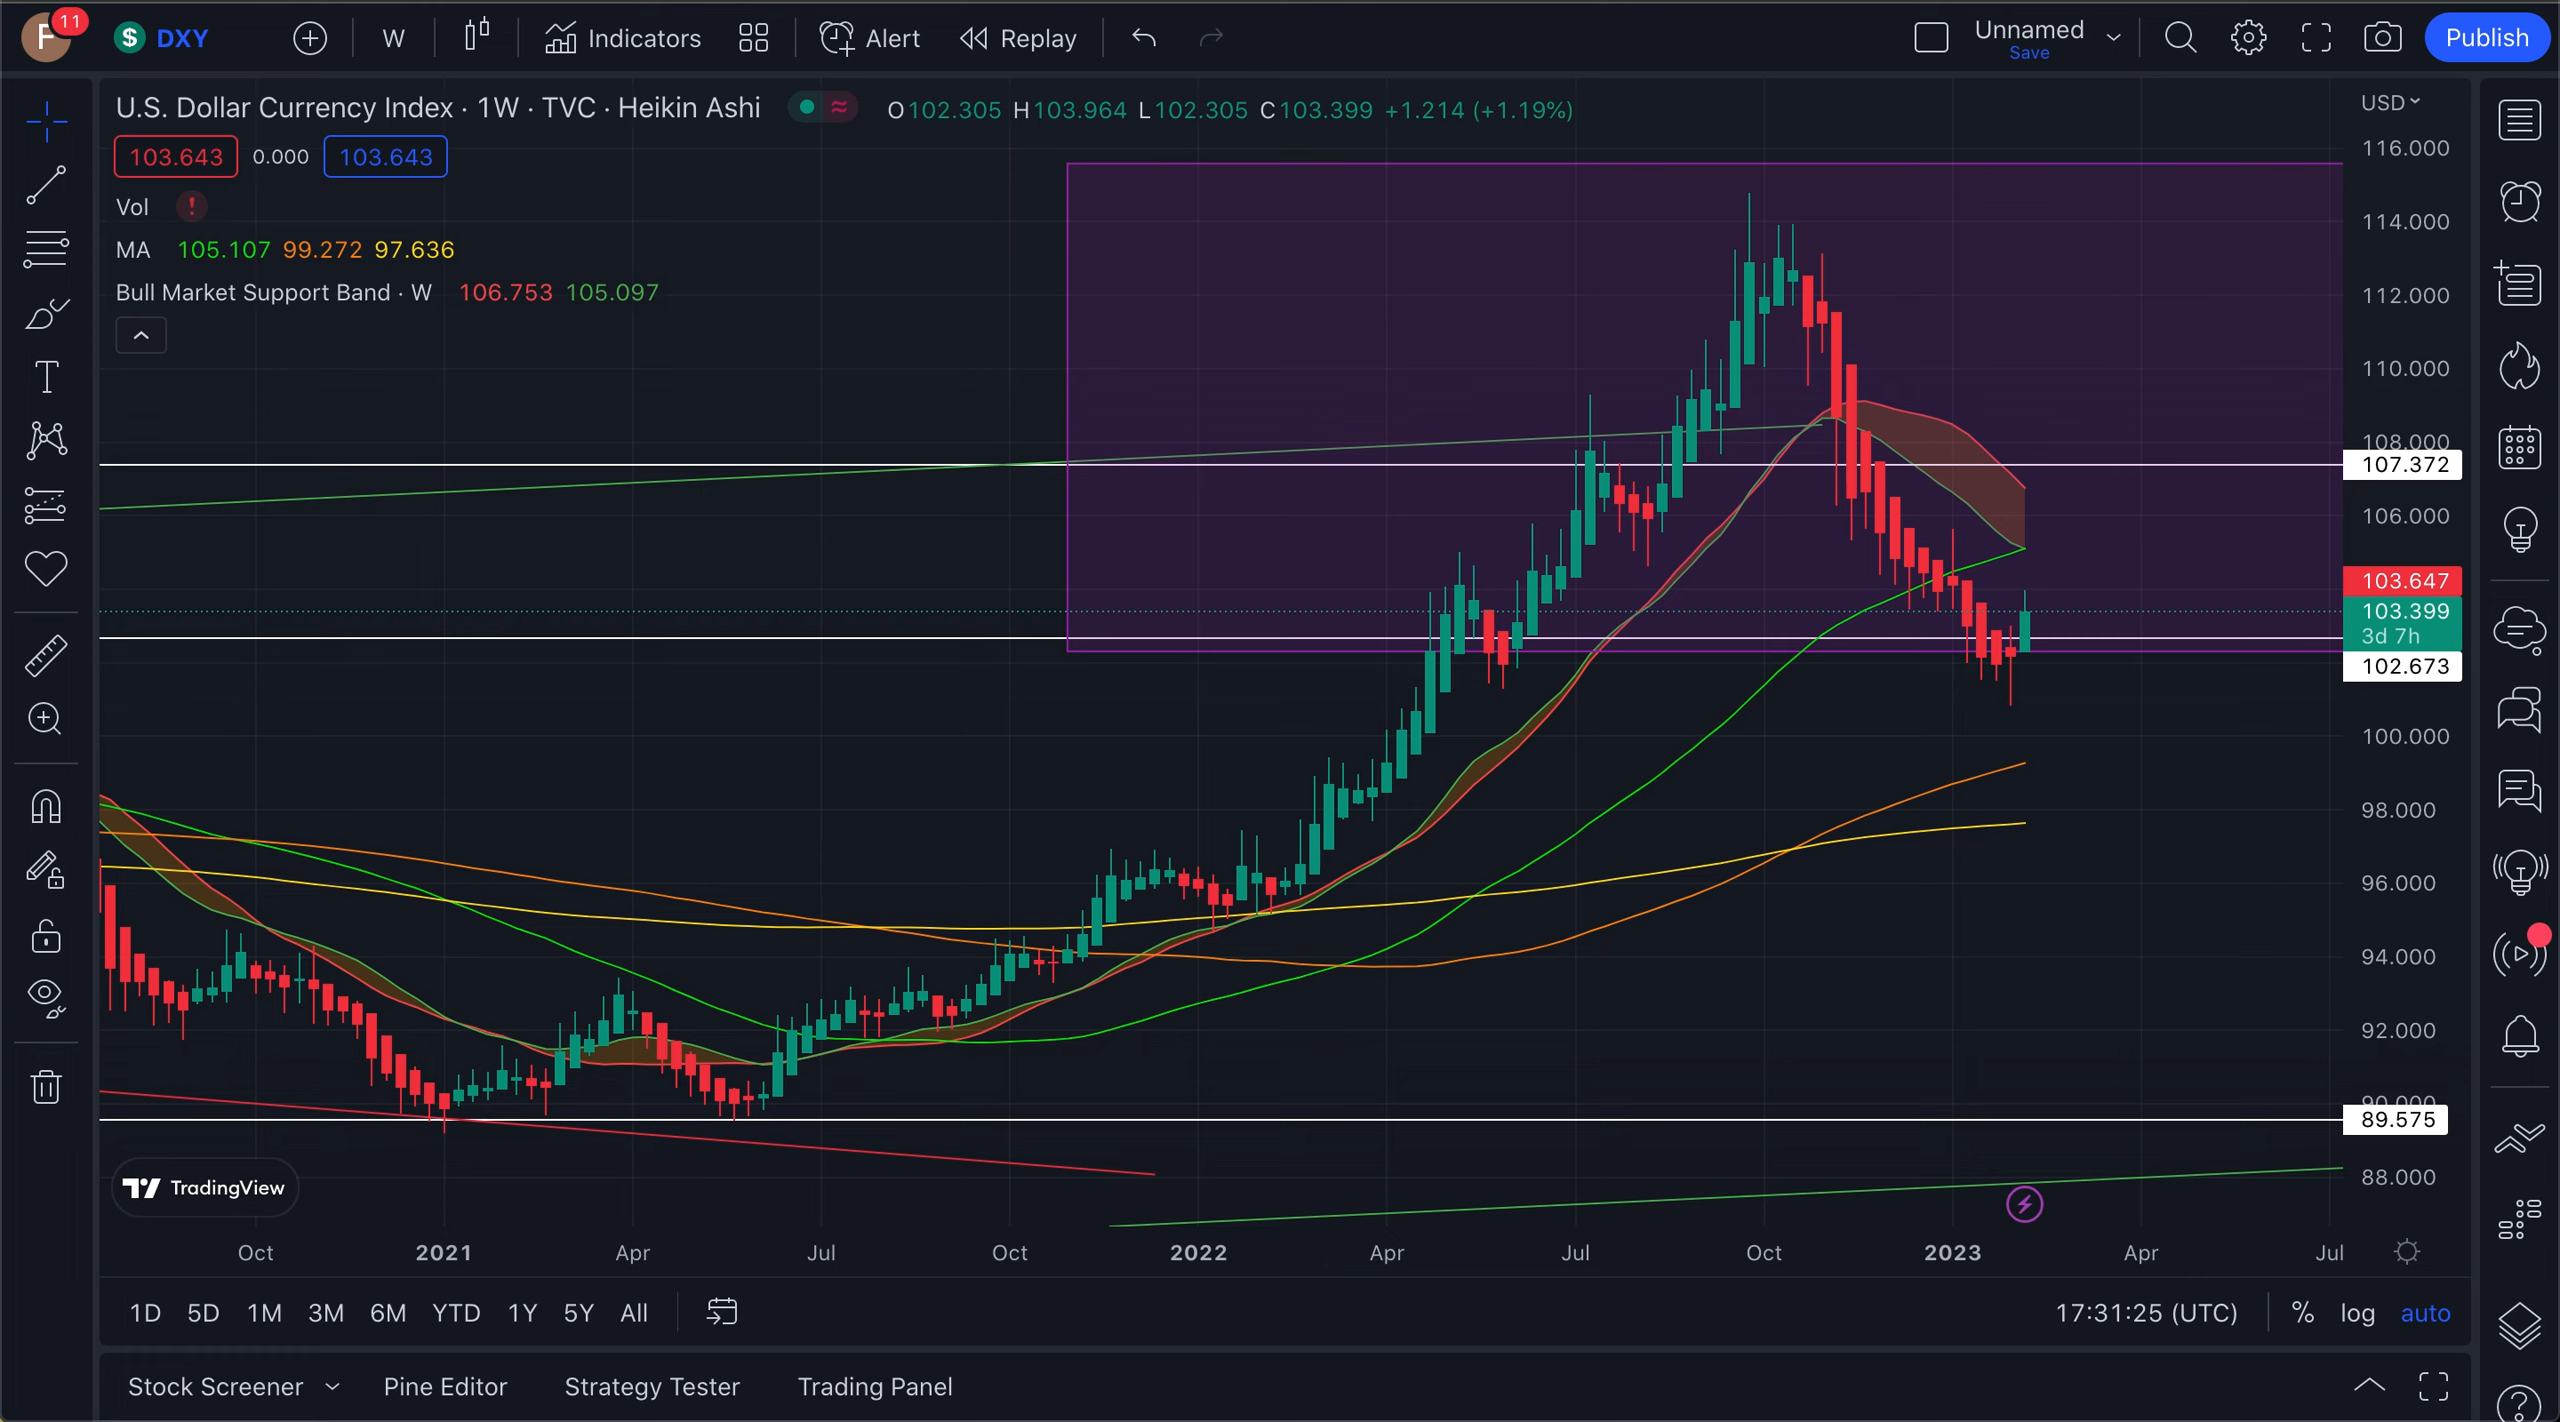 F 11 $ DXY W Indicators Alert Replay Unnamed Save Publish
U.S. Dollar Currency Index · 1W · TVC · Heikin Ashi ≈ O102.305 H103.964 L102.305 C103.399 +1.214 (+1.19%)
USD
103.643 0.000 103.643
Vol !
MA 105.107 99.272 97.636
Bull Market Support Band · W 106.753 105.097
116.000
114.000
112.000
110.000
108.000
107.372
106.000
103.647
103.399
3d 7h
102.673
100.000
98.000
96.000
94.000
92.000
90.000
89.575
88.000
TradingView
Oct 2021 Apr Jul Oct 2022 Apr Jul Oct 2023 Apr Jul
1D 5D 1M 3M 6M YTD 1Y 5Y All 17:31:25 (UTC) % log auto
Stock Screener Pine Editor Strategy Tester Trading Panel